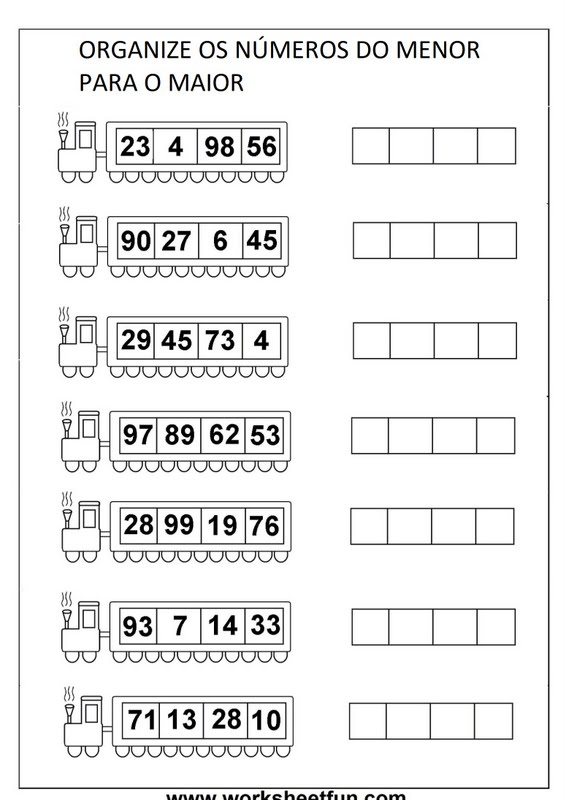 ORGANIZE OS NÚMEROS DO MENOR
PARA O MAIOR
23 4 98 56
90 27 6 45
29 45 73 4
97 89 62 53
28 99 19 76
93 7 14 33
71 13 28 10
www.worksheetfun.com